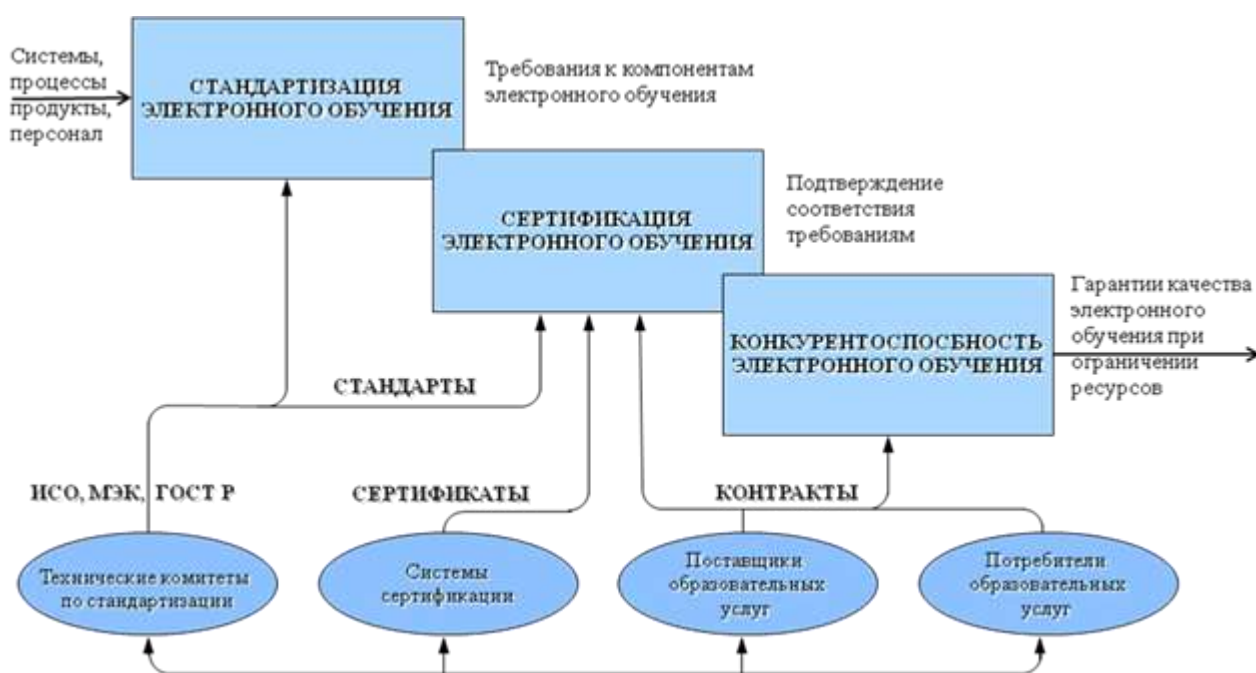 Системы,
процессы
продукты,
персонал
СТАНДАРТИЗАЦИЯ
ЭЛЕКТРОННОГО ОБУЧЕНИЯ
Требования к компонентам
электронного обучения
СЕРТИФИКАЦИЯ
ЭЛЕКТРОННОГО ОБУЧЕНИЯ
Подтверждение
соответствия
требованиям
КОНКУРЕНТОСПОСБНОСТЬ
ЭЛЕКТРОННОГО ОБУЧЕНИЯ
Гарантии качества
электронного
обучения при
ограничении
ресурсов
СТАНДАРТЫ
ИСО, МЭК, ГОСТ Р
СЕРТИФИКАТЫ
КОНТРАКТЫ
Технические комитеты
по стандартизации
Системы
сертификации
Поставщики
образовательных
услуг
Потребители
образовательных
услуг